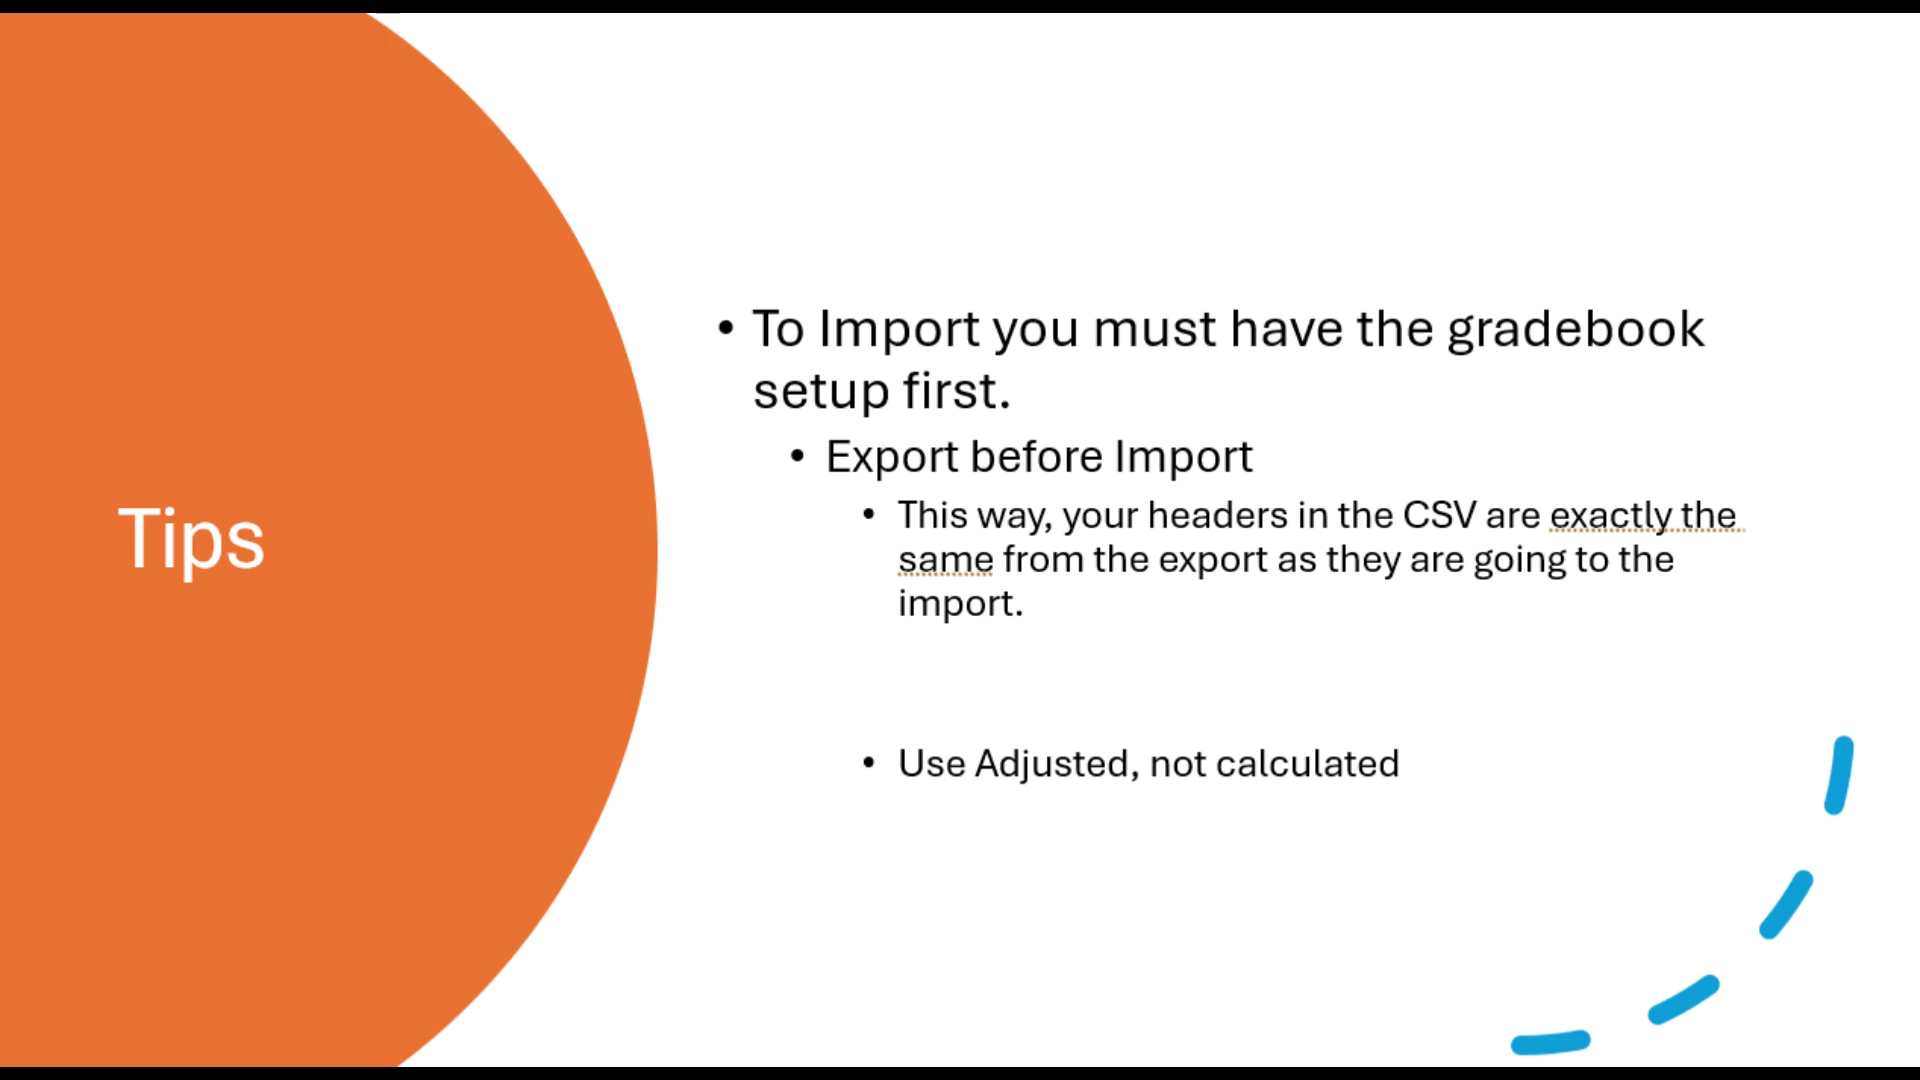 Tips
• To Import you must have the gradebook
setup first.
• Export before Import
• This way, your headers in the CSV are exactly the
same from the export as they are going to the
import.
• Use Adjusted, not calculated